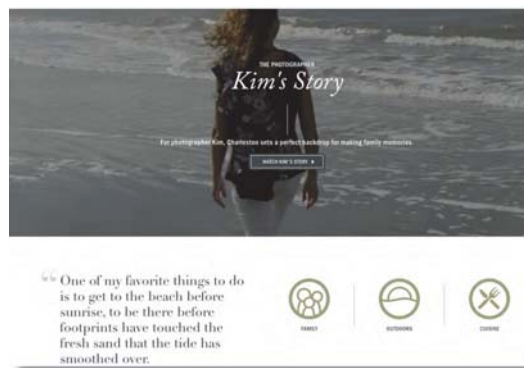 THE PHOTOGRAPHER
Kim's Story
For photographer Kim, Charleston sets a perfect backdrop for making family memories.
WATCH KIM'S STORY
“ One of my favorite things to do
is to get to the beach before
sunrise, to be there before
footprints have touched the
fresh sand that the tide has
smoothed over.
FAMILY
OUTDOORS
CUISINE